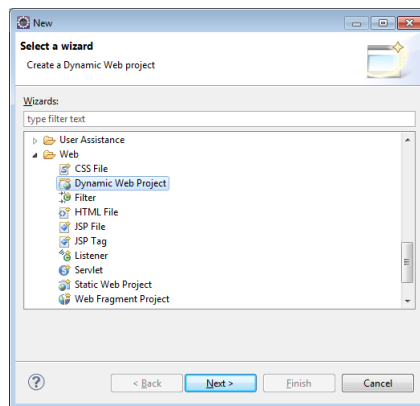 New
Select a wizard
Create a Dynamic Web project
Wizards:
type filter text
User Assistance
Web
CSS File
Dynamic Web Project
Filter
HTML File
JSP File
JSP Tag
Listener
Servlet
Static Web Project
Web Fragment Project
? < Back Next > Finish Cancel